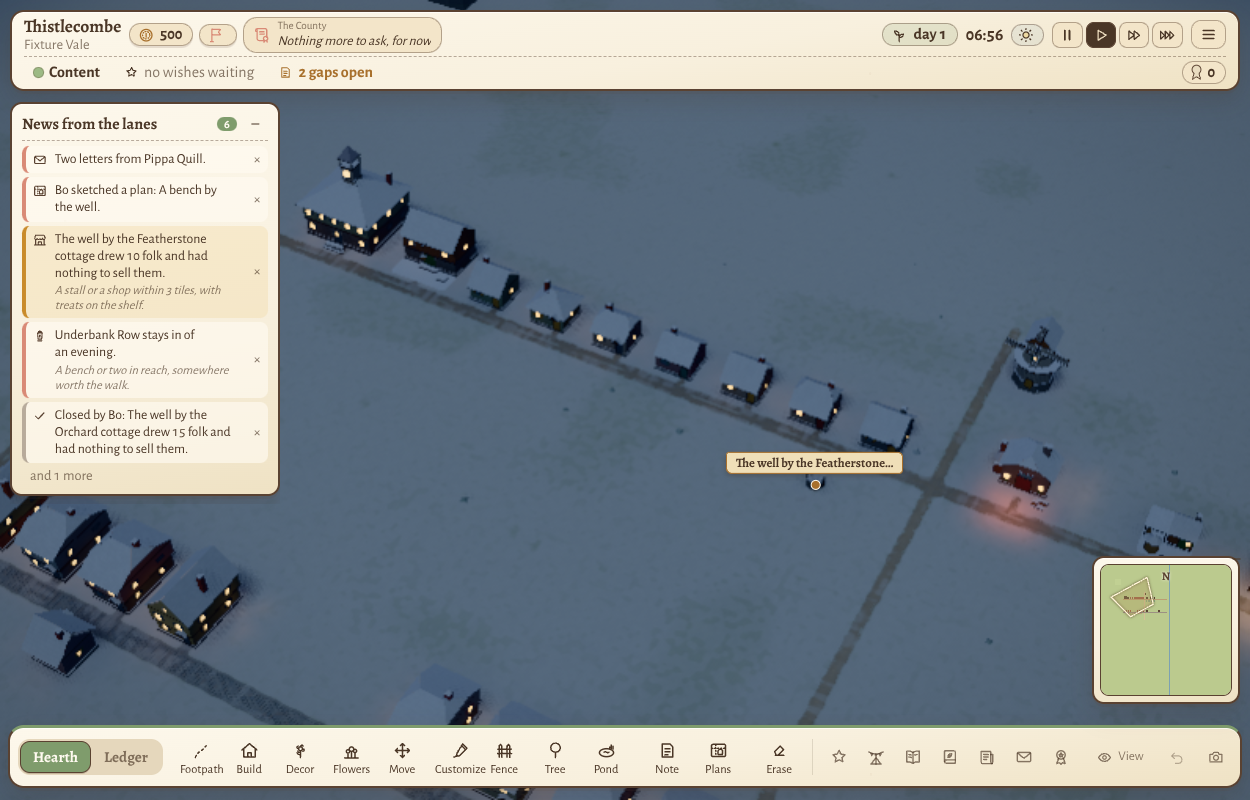 Thistlecombe
Fixture Vale
500
The County
Nothing more to ask, for now
day 1
06:56
Content
no wishes waiting
2 gaps open
0
News from the lanes
6
Two letters from Pippa Quill.
Bo sketched a plan: A bench by
the well.
The well by the Featherstone
cottage drew 10 folk and had
nothing to sell them.
A stall or a shop within 3 tiles, with
treats on the shelf.
Underbank Row stays in of
an evening.
A bench or two in reach, somewhere
worth the walk.
Closed by Bo: The well by the
Orchard cottage drew 15 folk and
had nothing to sell them.
and 1 more
The well by the Featherstone...
N
Hearth
Ledger
Footpath
Build
Decor
Flowers
Move
Customize
Fence
Tree
Pond
Note
Plans
Erase
View